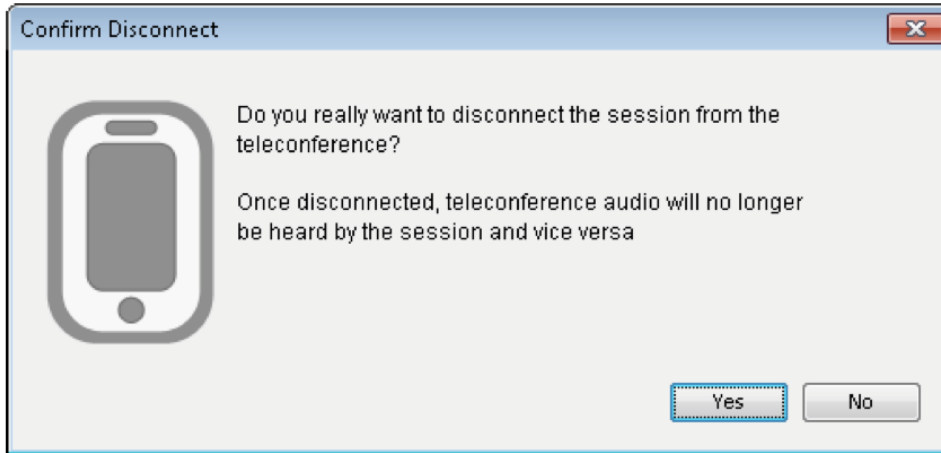 Confirm Disconnect
Do you really want to disconnect the session from the
teleconference?
Once disconnected, teleconference audio will no longer
be heard by the session and vice versa
Yes
No